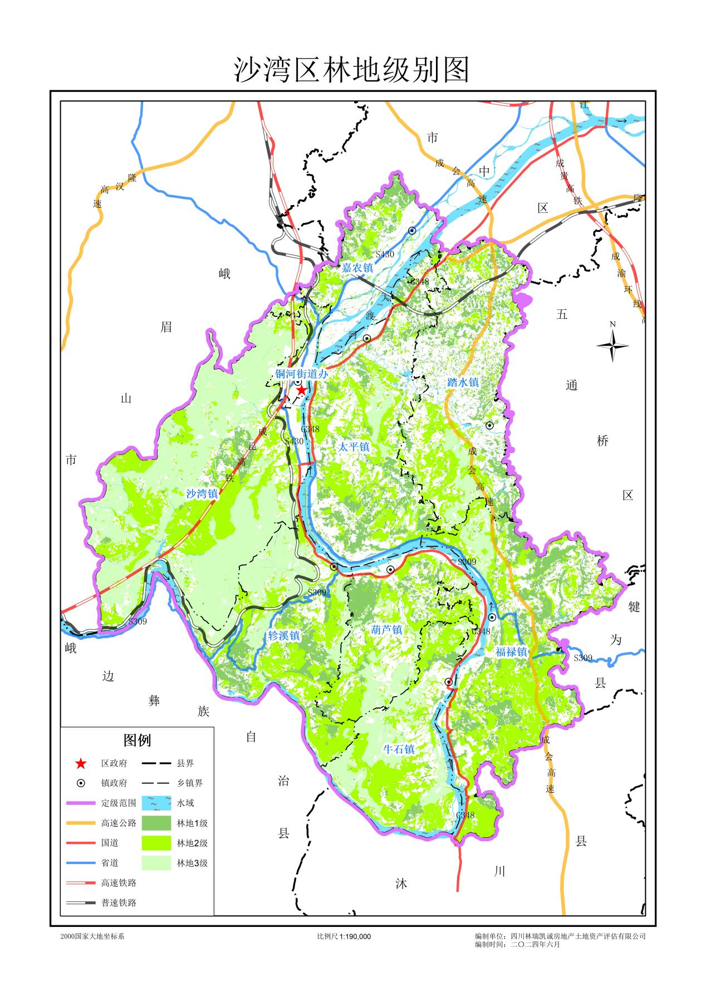 沙湾区林地级别图
江
市
中
区
成会高速
成贵高铁
隆
隆汉高速
成渝环线高
峨眉山市
五通桥区
犍为县
N
S430
嘉农镇
G348
大渡河
铜河街道办
踏水镇
G348
S430
太平镇
成昆高铁
沙湾镇
成会高速
S309
S309
S309
轸溪镇
葫芦镇
G348
福禄镇
S309
牛石镇
G348
成会高速
峨边彝族自治县
沐川县
图例
区政府 县界
镇政府 乡镇界
定级范围 水域
高速公路 林地1级
国道 林地2级
省道 林地3级
高速铁路
普速铁路
2000国家大地坐标系
比例尺 1:190,000
编制单位：四川林瑞凯诚房地产土地资产评估有限公司
编制时间：二〇二四年六月